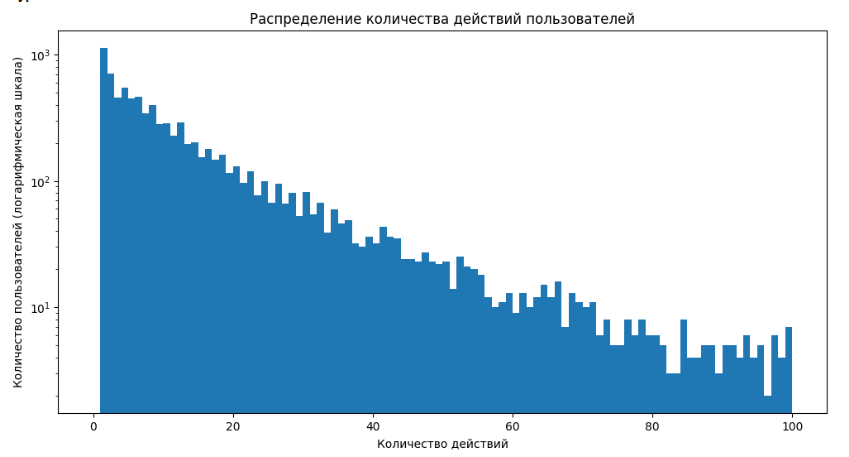 Распределение количества действий пользователей
Количество пользователей (логарифмическая шкала)
10³
10²
10¹
0 20 40 60 80 100
Количество действий